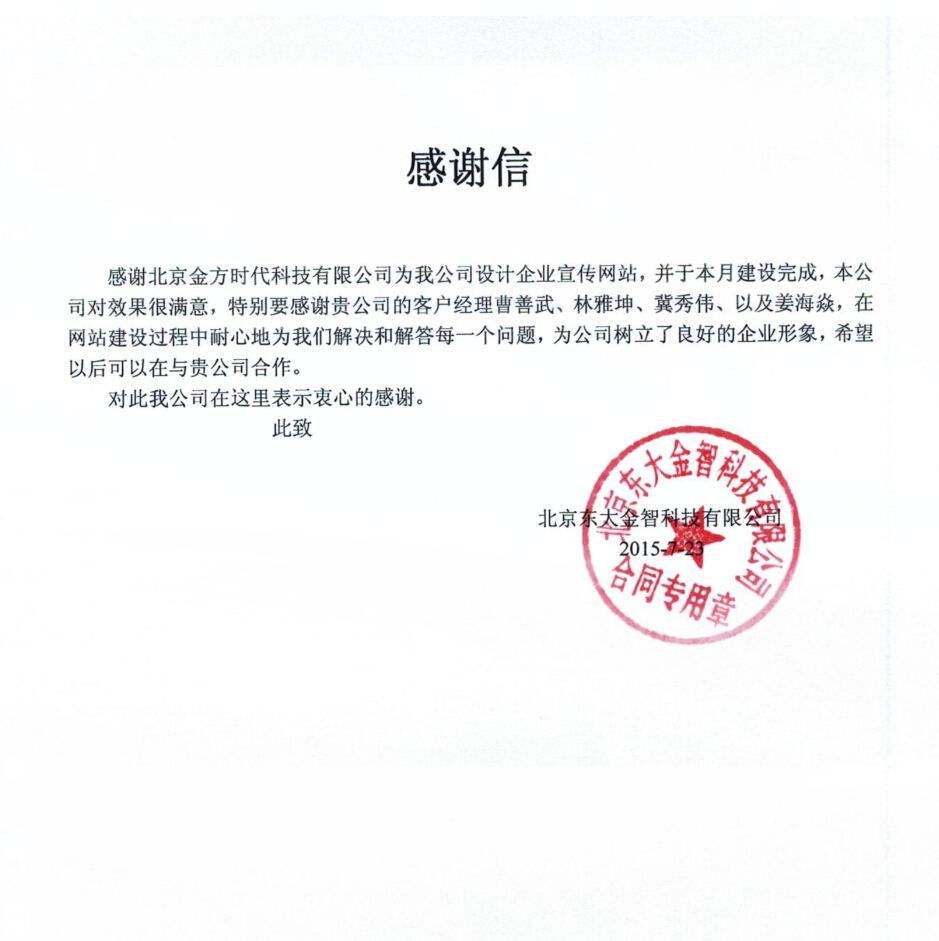 感谢信
感谢北京金方时代科技有限公司为我公司设计企业宣传网站，并于本月建设完成，本公
司对效果很满意，特别要感谢贵公司的客户经理曹善武、林雅坤、冀秀伟、以及姜海焱，在
网站建设过程中耐心地为我们解决和解答每一个问题，为公司树立了良好的企业形象，希望
以后可以在与贵公司合作。
对此我公司在这里表示衷心的感谢。
此致
北京东大金智科技有限公司
2015-7-23
北京东大金智科技有限公司
合同专用章